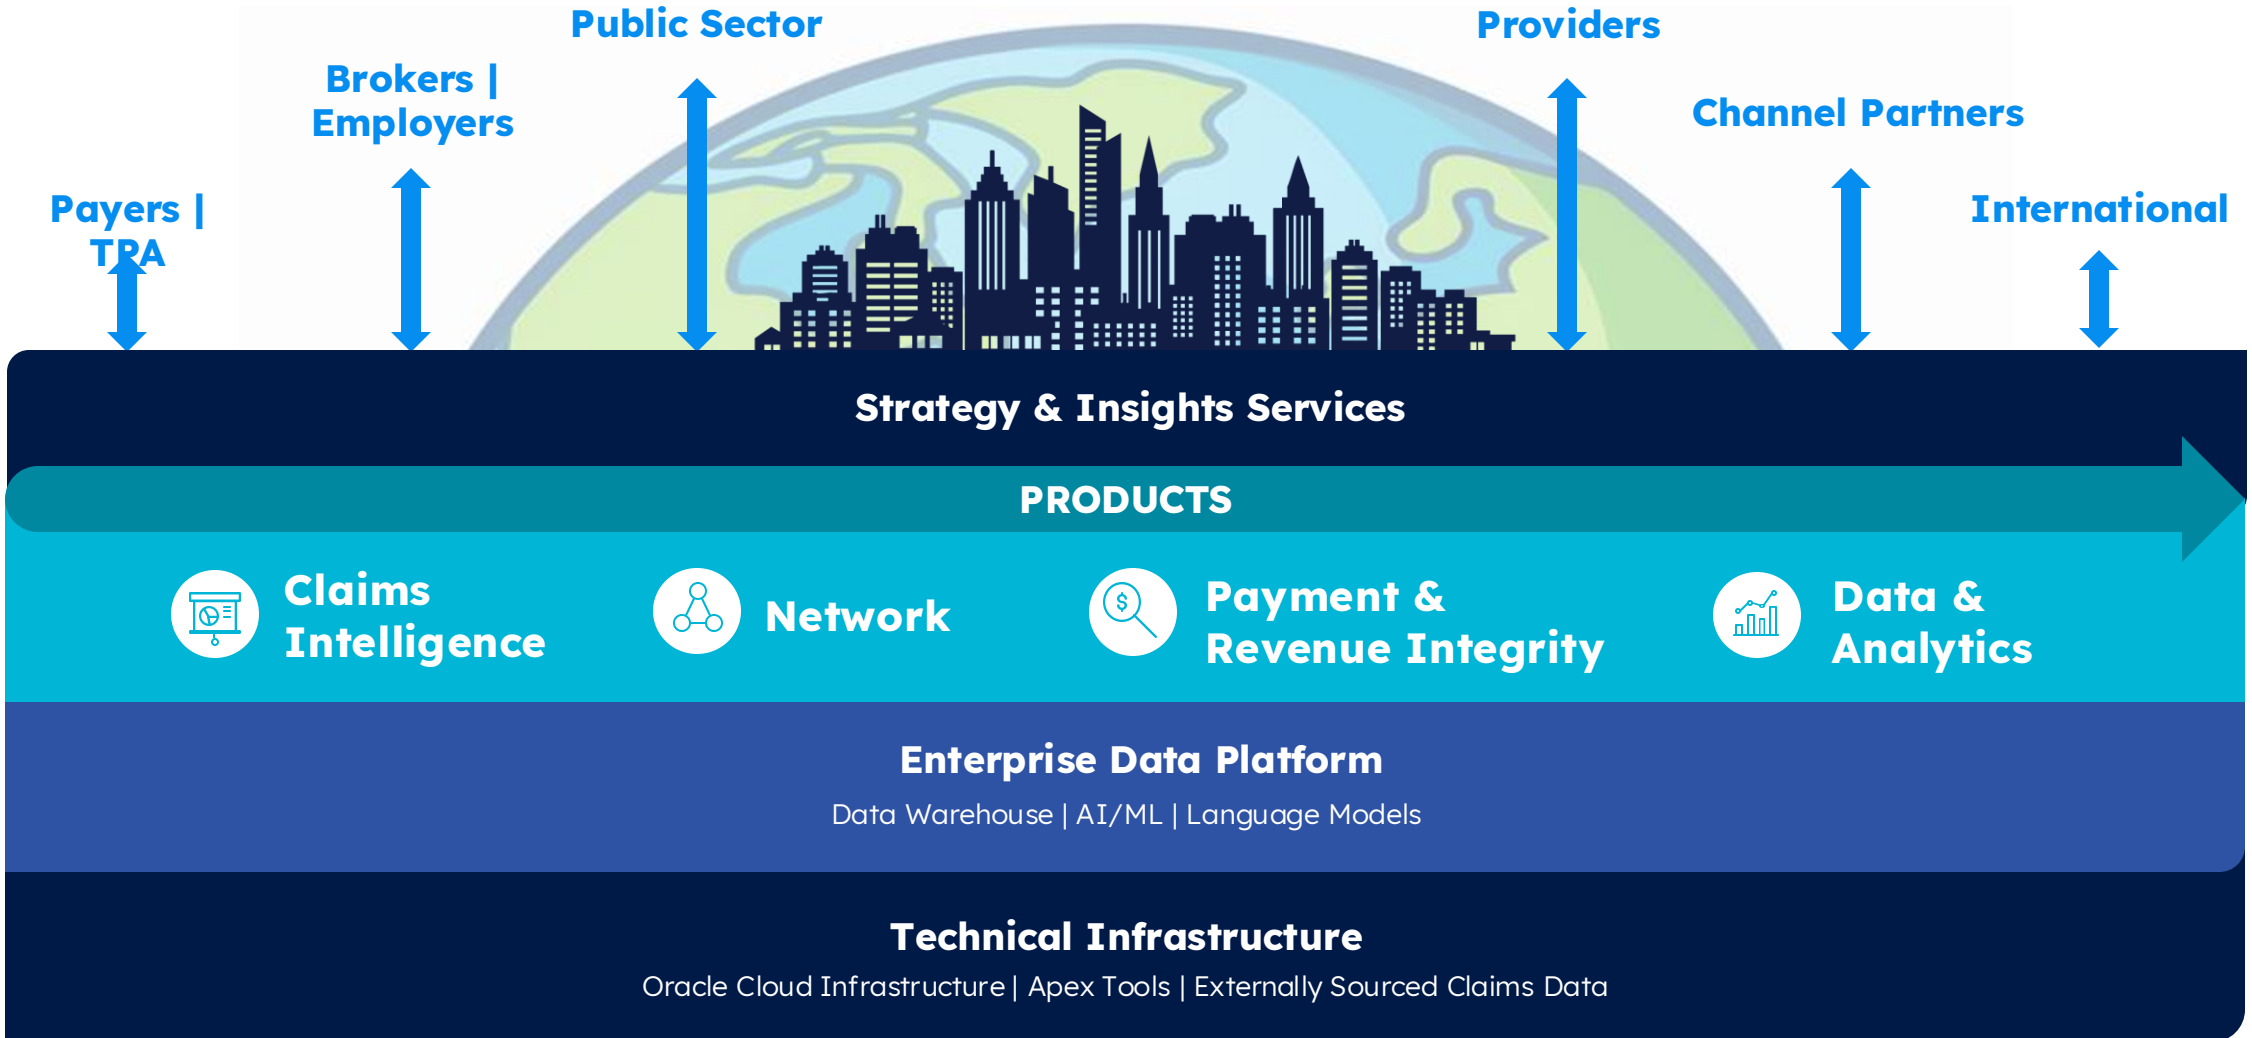 Public Sector
Providers
Brokers |
Employers
Channel Partners
Payers |
TPA
International
Strategy & Insights Services
PRODUCTS
Claims
Intelligence
Network
Payment &
Revenue Integrity
Data &
Analytics
Enterprise Data Platform
Data Warehouse | AI/ML | Language Models
Technical Infrastructure
Oracle Cloud Infrastructure | Apex Tools | Externally Sourced Claims Data